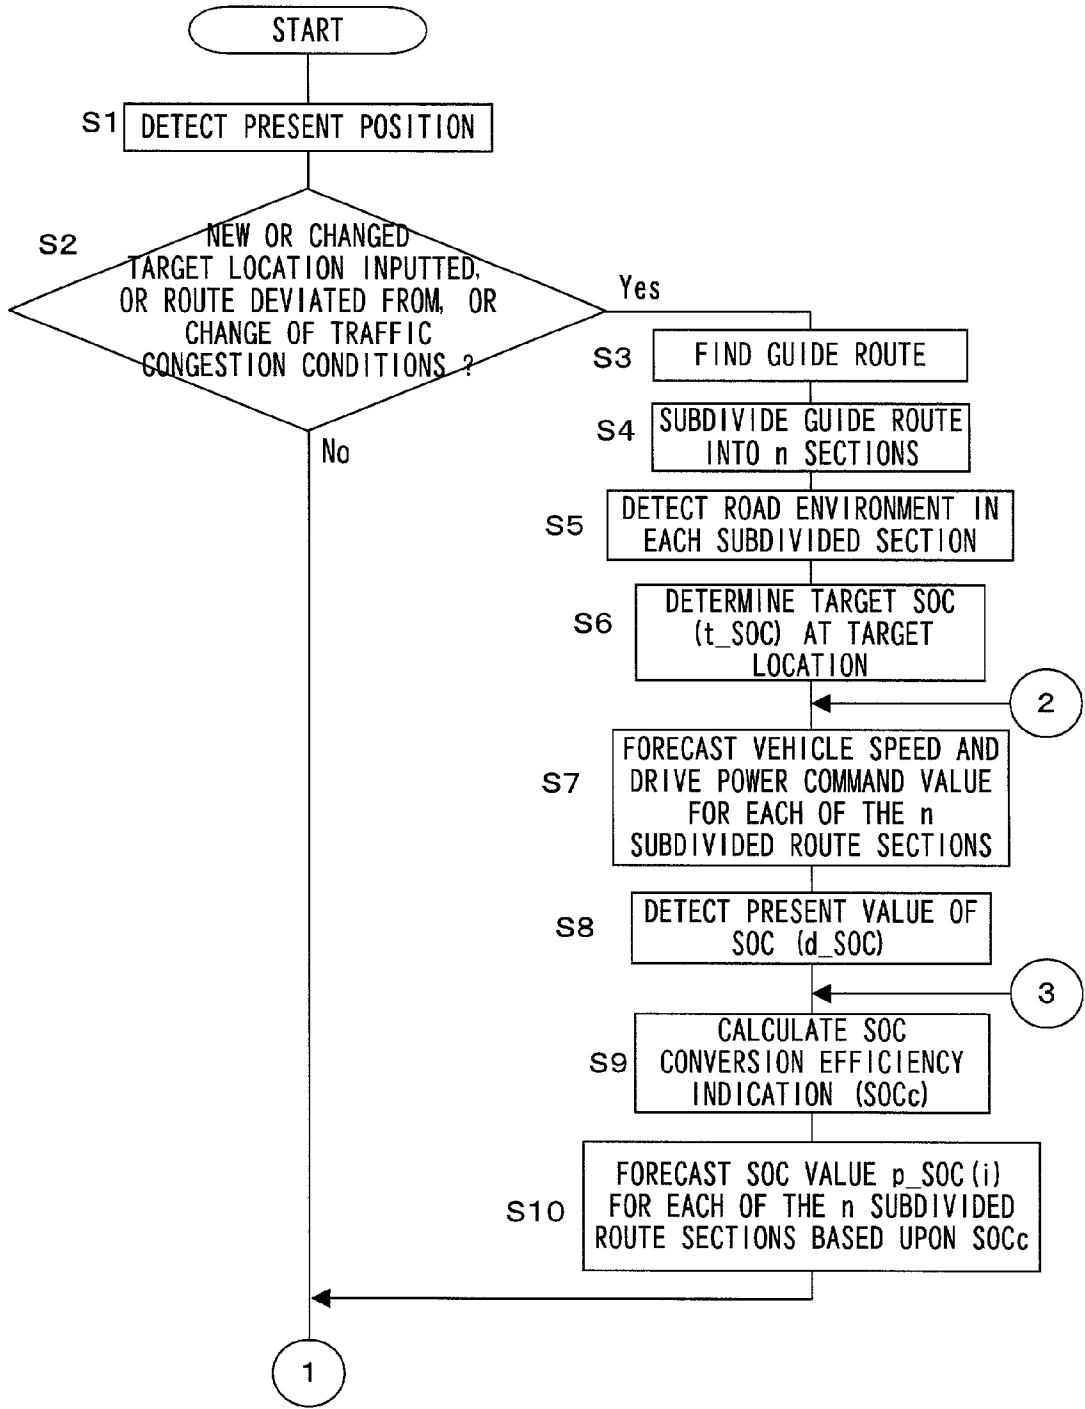 START
S1
DETECT PRESENT POSITION
S2
NEW OR CHANGED
TARGET LOCATION INPUTTED,
OR ROUTE DEVIATED FROM, OR
CHANGE OF TRAFFIC
CONGESTION CONDITIONS ?
Yes
No
S3
FIND GUIDE ROUTE
S4
SUBDIVIDE GUIDE ROUTE
INTO n SECTIONS
S5
DETECT ROAD ENVIRONMENT IN
EACH SUBDIVIDED SECTION
S6
DETERMINE TARGET SOC
(t_SOC) AT TARGET
LOCATION
2
S7
FORECAST VEHICLE SPEED AND
DRIVE POWER COMMAND VALUE
FOR EACH OF THE n
SUBDIVIDED ROUTE SECTIONS
S8
DETECT PRESENT VALUE OF
SOC (d_SOC)
3
S9
CALCULATE SOC
CONVERSION EFFICIENCY
INDICATION (SOCc)
S10
FORECAST SOC VALUE p_SOC(i)
FOR EACH OF THE n SUBDIVIDED
ROUTE SECTIONS BASED UPON SOCc
1